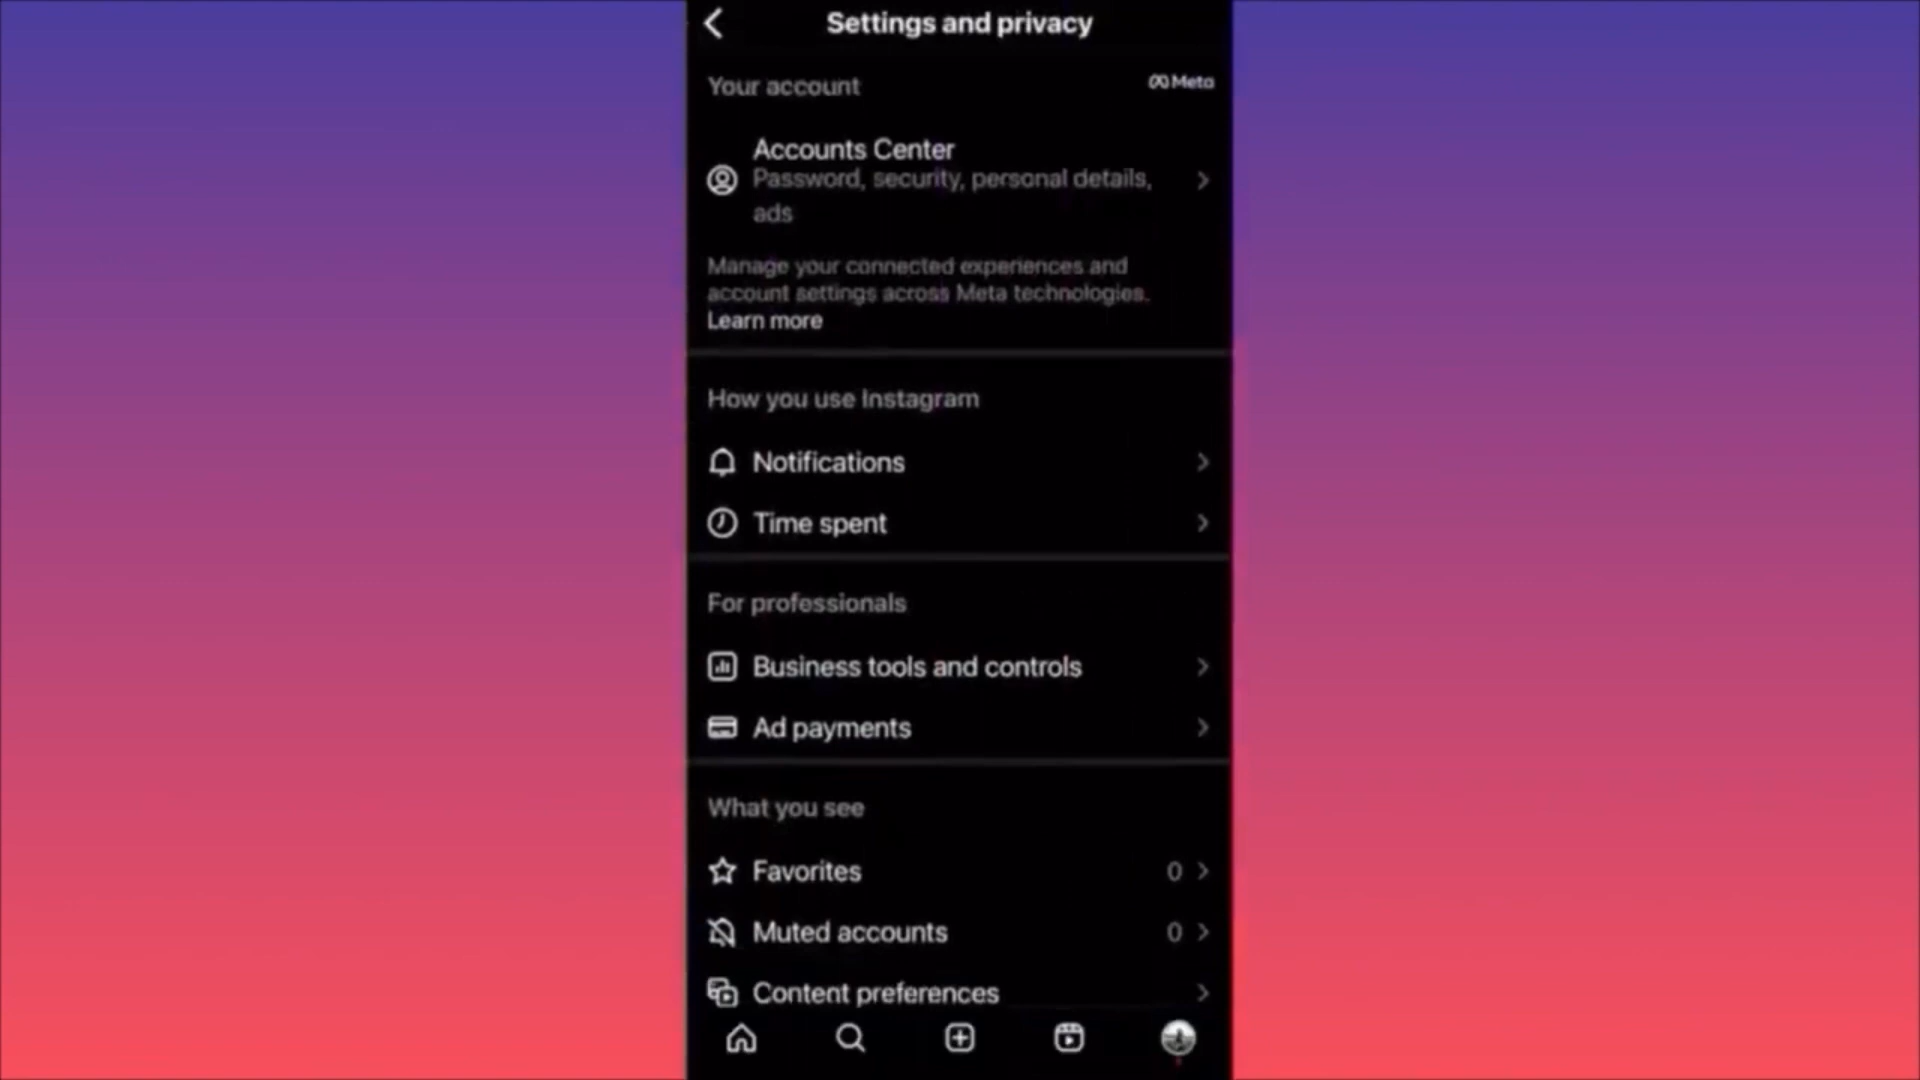 Settings and privacy
Your account
Meta
Accounts Center
Password, security, personal details,
ads
Manage your connected experiences and
account settings across Meta technologies.
Learn more
How you use Instagram
Notifications
Time spent
For professionals
Business tools and controls
Ad payments
What you see
Favorites 0
Muted accounts 0
Content preferences